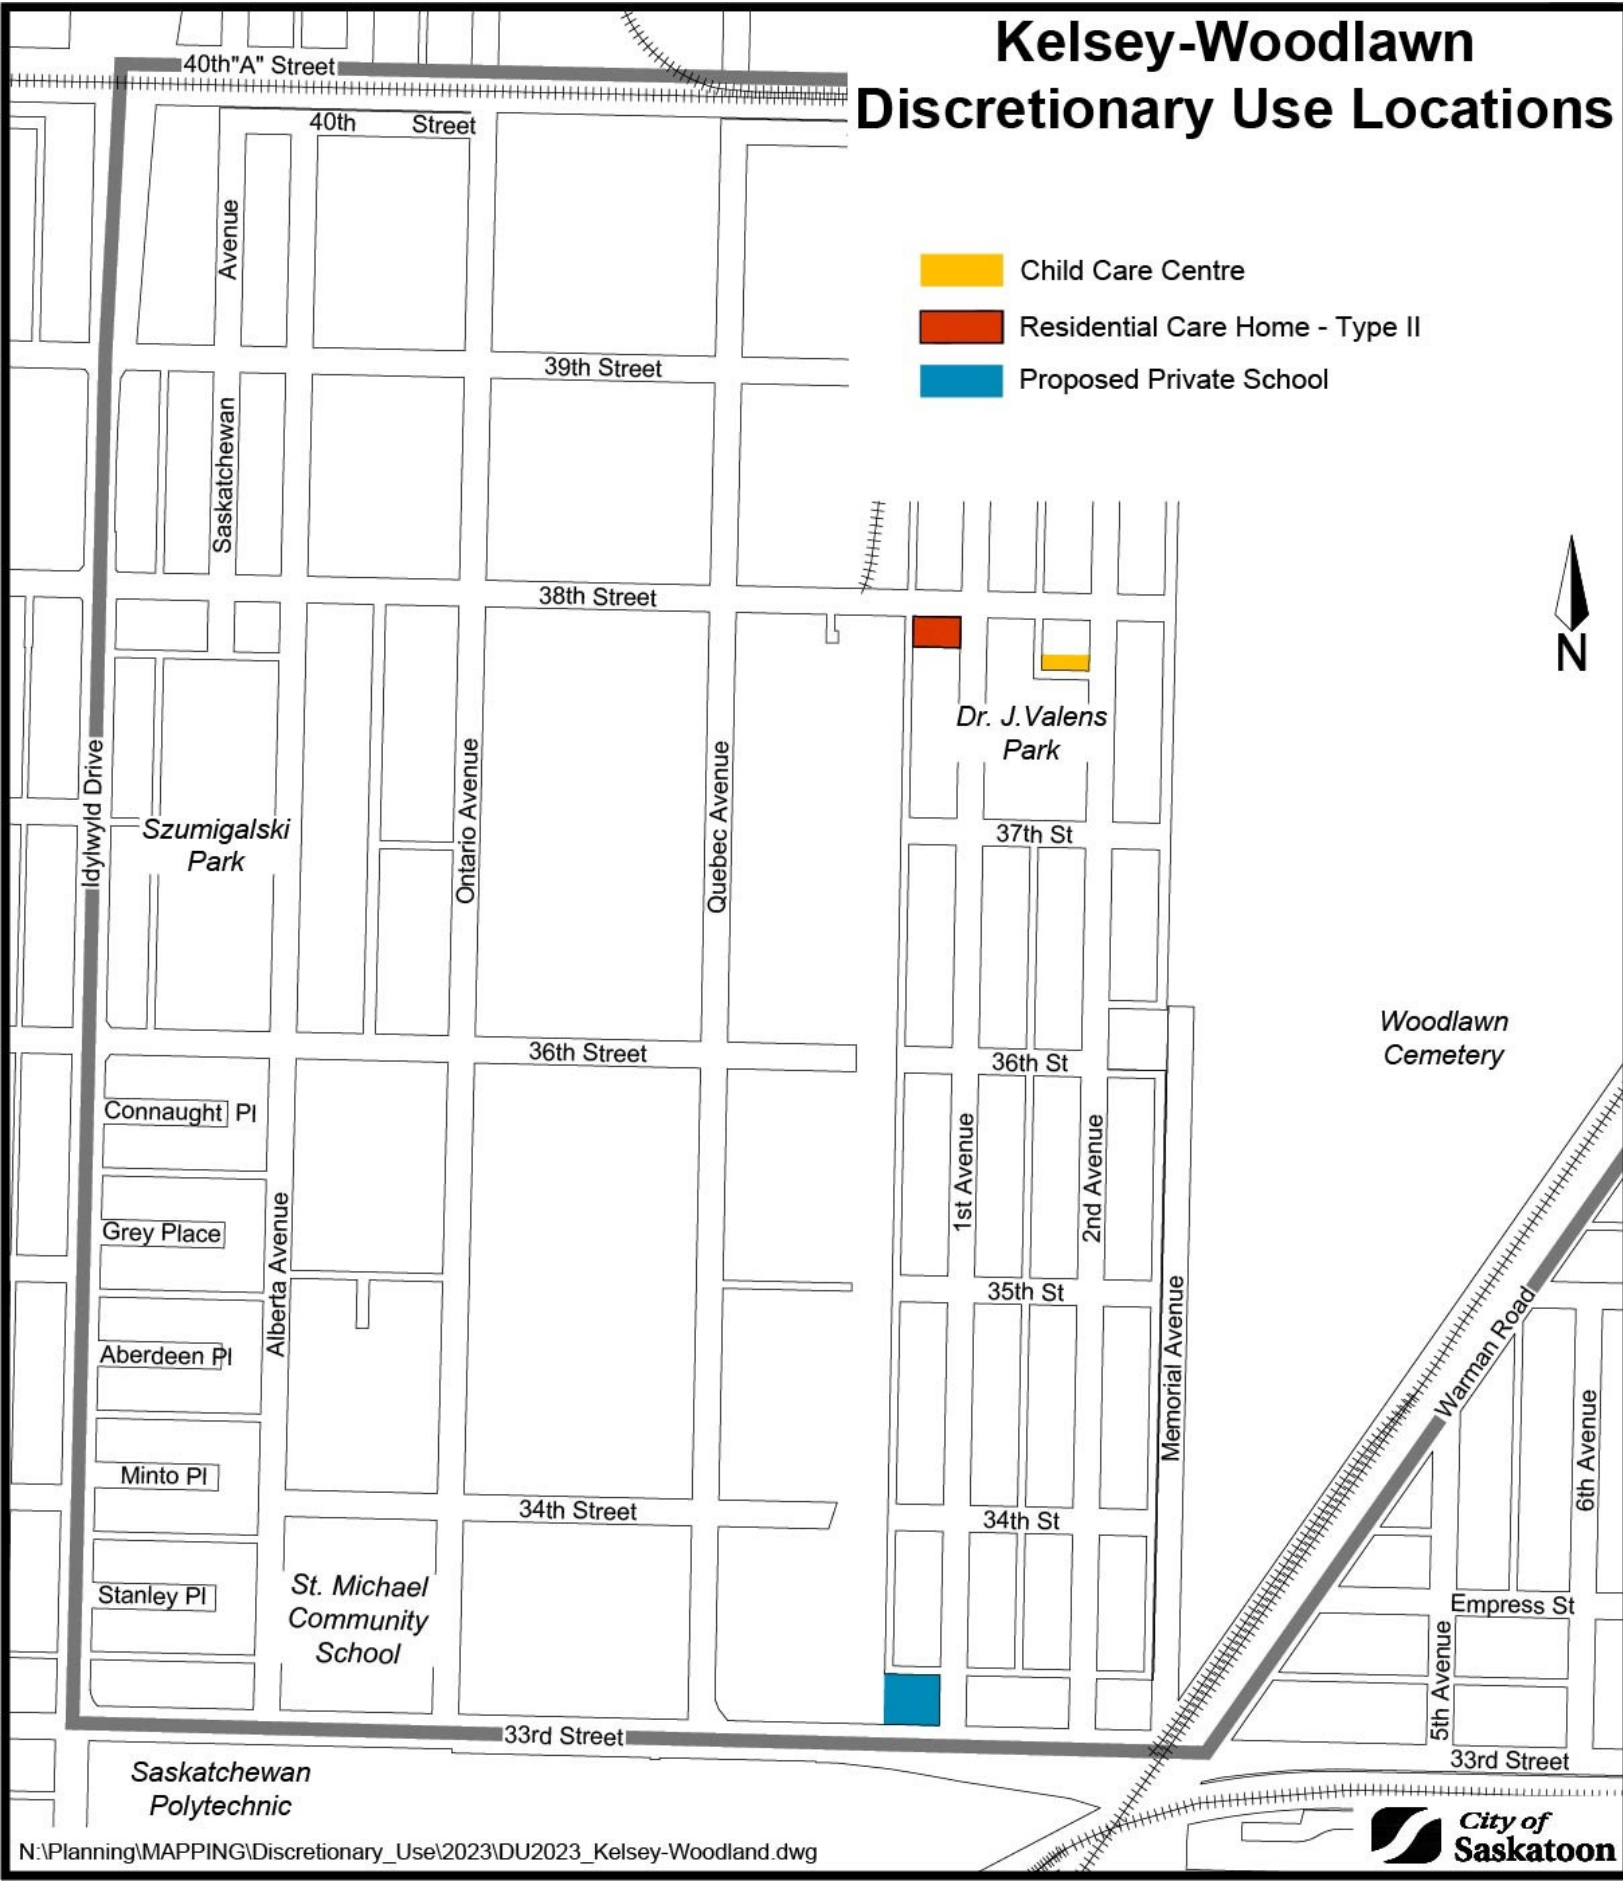 Kelsey-Woodlawn
Discretionary Use Locations
40th"A" Street
40th Street
Avenue
Child Care Centre
Residential Care Home - Type II
Proposed Private School
39th Street
Saskatchewan
38th Street
N
Dr. J.Valens
Park
Idylwyld Drive
Szumigalski
Park
Ontario Avenue
Quebec Avenue
37th St
Woodlawn
Cemetery
36th Street
36th St
Connaught Pl
1st Avenue
2nd Avenue
Grey Place
Alberta Avenue
35th St
Memorial Avenue
Warman Road
Aberdeen Pl
6th Avenue
Minto Pl
34th Street
34th St
St. Michael
Community
School
Stanley Pl
Empress St
5th Avenue
33rd Street
33rd Street
Saskatchewan
Polytechnic
City of
Saskatoon
N:\Planning\MAPPING\Discretionary_Use\2023\DU2023_Kelsey-Woodland.dwg